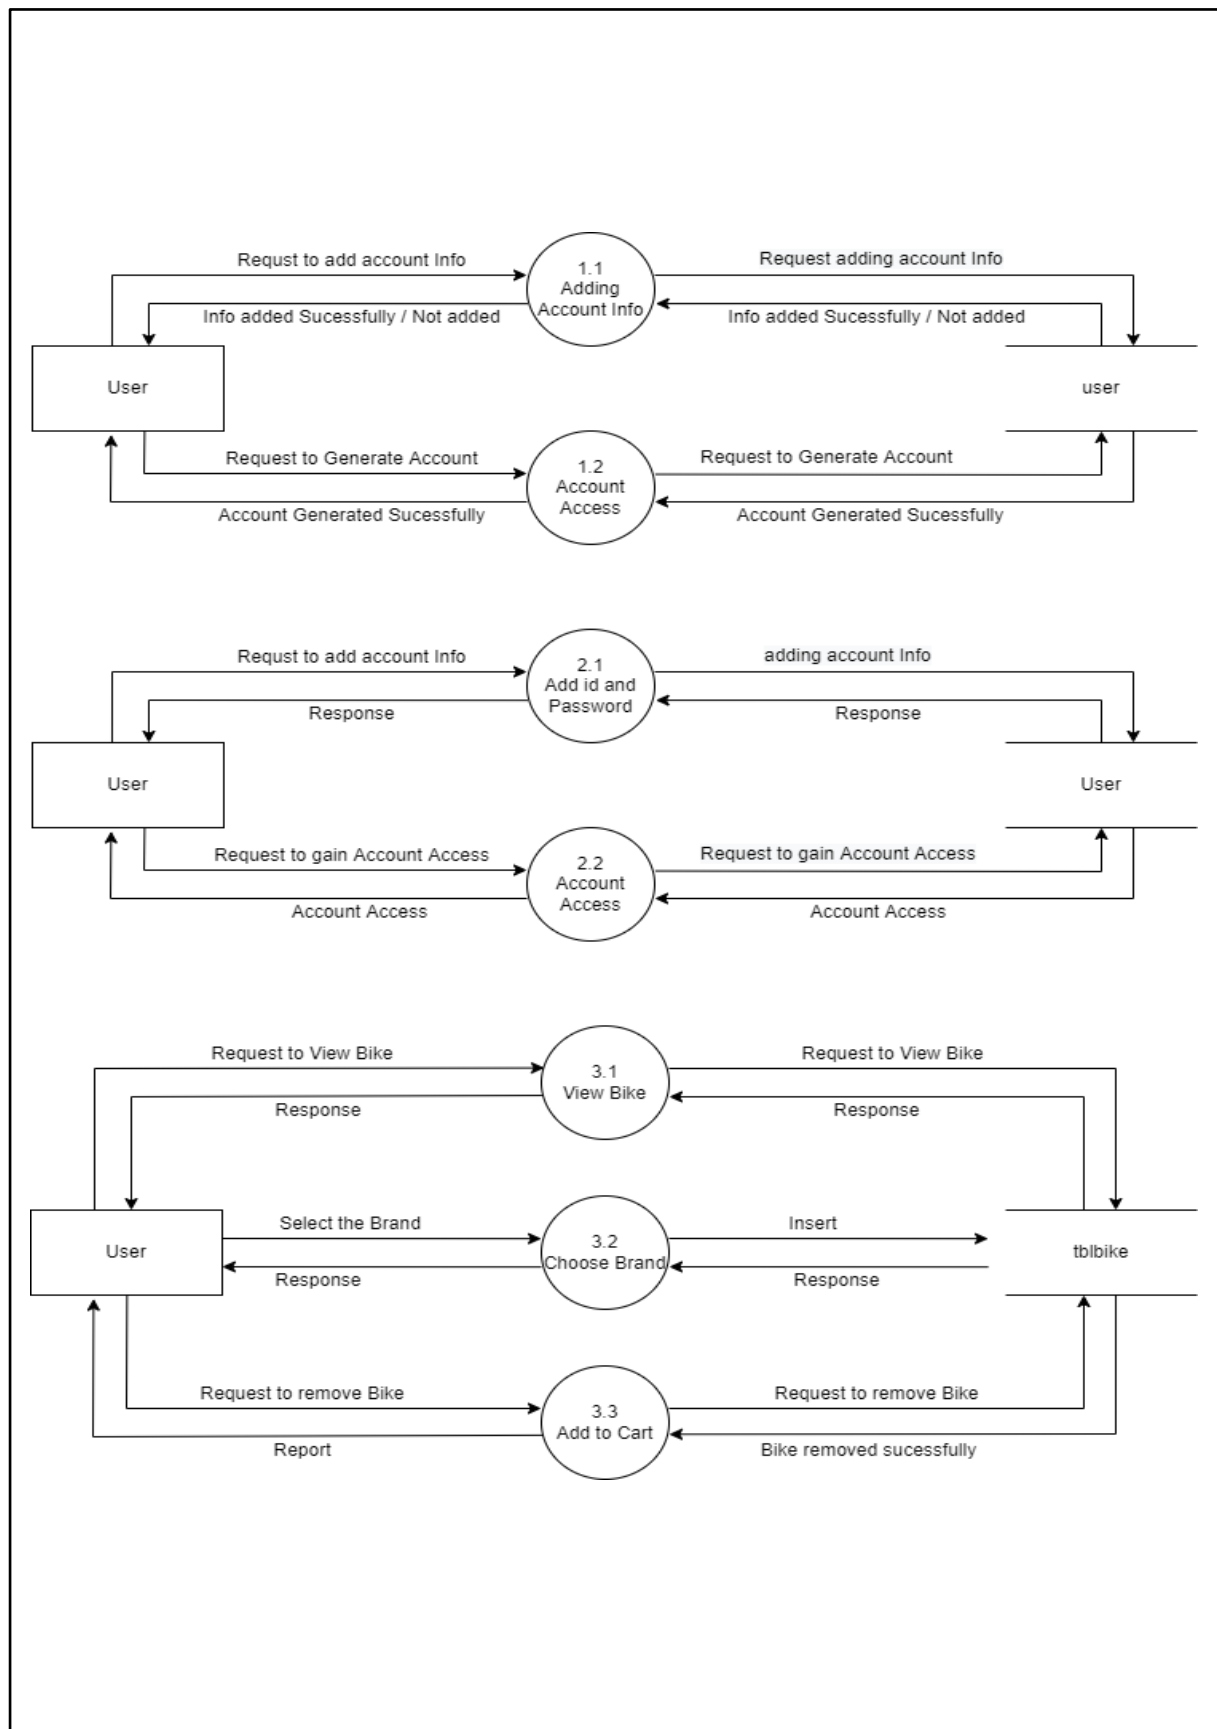 Requst to add account Info
1.1
Adding
Account Info
Request adding account Info
Info added Sucessfully / Not added
Info added Sucessfully / Not added
User
user
Request to Generate Account
1.2
Account
Access
Request to Generate Account
Account Generated Sucessfully
Account Generated Sucessfully
Requst to add account Info
2.1
Add id and
Password
adding account Info
Response
Response
User
User
Request to gain Account Access
2.2
Account
Access
Request to gain Account Access
Account Access
Account Access
Request to View Bike
3.1
View Bike
Request to View Bike
Response
Response
Select the Brand
3.2
Choose Brand
Insert
User
tblbike
Response
Response
Request to remove Bike
3.3
Add to Cart
Request to remove Bike
Report
Bike removed sucessfully